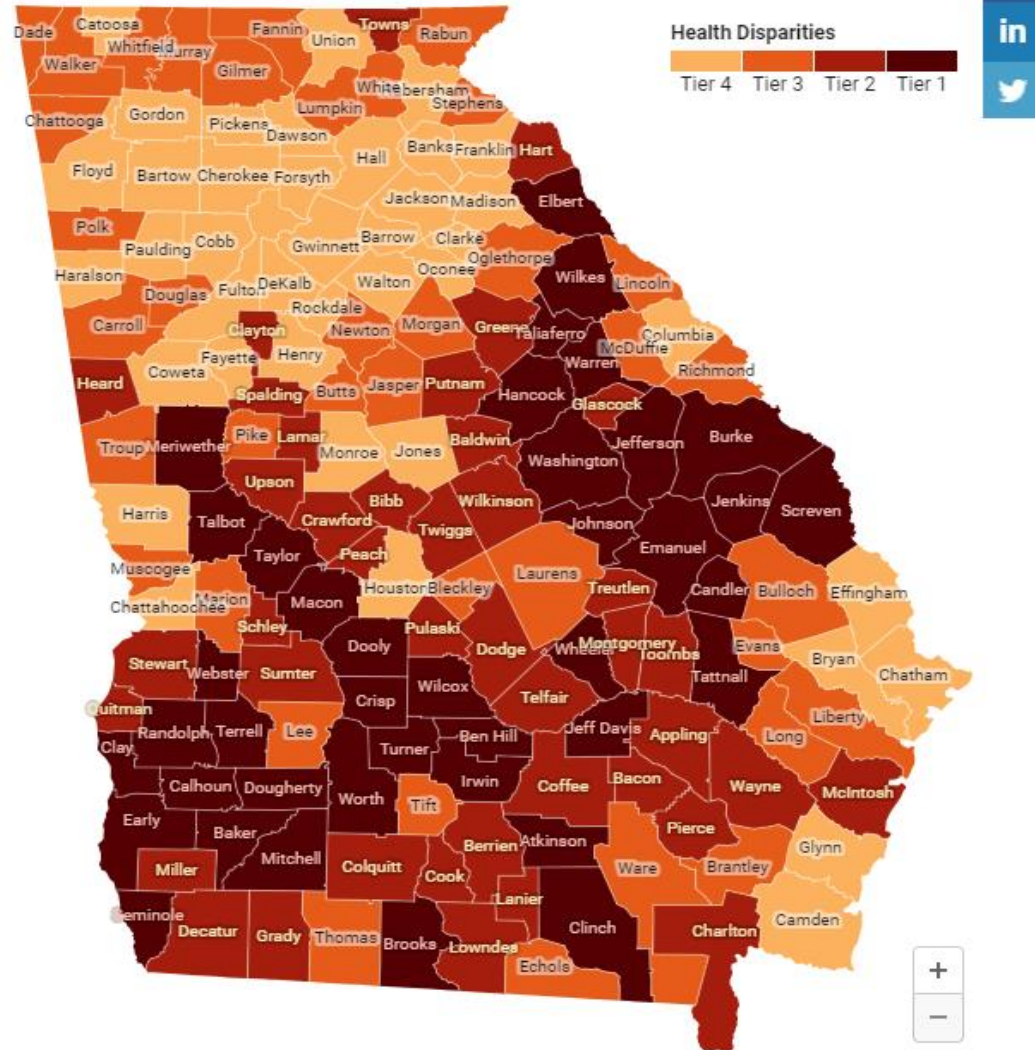 Towns
Catoosa
Dade
Fannin
Rabun
Union
Whitfield
Murray
Walker
Gilmer
White
Habersham
Stephens
Lumpkin
Gordon
Chattooga
Pickens
Dawson
Banks
Franklin
Hart
Hall
Floyd
Bartow
Cherokee
Forsyth
Jackson
Madison
Elbert
Polk
Cobb
Barrow
Clarke
Paulding
Gwinnett
Oglethorpe
Oconee
Haralson
Wilkes
Walton
Lincoln
DeKalb
Fulton
Douglas
Rockdale
Carroll
Clayton
Newton
Morgan
Greene
Taliaferro
Columbia
McDuffie
Fayette
Henry
Warren
Coweta
Richmond
Heard
Spalding
Butts
Jasper
Putnam
Hancock
Glascock
Troup
Meriwether
Pike
Lamar
Monroe
Jones
Baldwin
Jefferson
Burke
Washington
Upson
Bibb
Wilkinson
Jenkins
Screven
Harris
Talbot
Crawford
Twiggs
Johnson
Taylor
Peach
Emanuel
Muscogee
Laurens
Houston
Bleckley
Treutlen
Candler
Bulloch
Effingham
Chattahoochee
Marion
Macon
Schley
Pulaski
Dooly
Dodge
Wheeler
Montgomery
Toombs
Evans
Bryan
Stewart
Webster
Sumter
Tattnall
Chatham
Wilcox
Crisp
Telfair
Quitman
Liberty
Randolph
Terrell
Lee
Jeff Davis
Ben Hill
Appling
Long
Clay
Turner
Calhoun
Dougherty
Irwin
Coffee
Bacon
Wayne
McIntosh
Worth
Tift
Early
Baker
Pierce
Atkinson
Berrien
Glynn
Mitchell
Miller
Colquitt
Cook
Ware
Brantley
Lanier
Seminole
Camden
Decatur
Grady
Thomas
Brooks
Lowndes
Clinch
Charlton
Echols
Health Disparities
Tier 4 Tier 3 Tier 2 Tier 1
in
+
−